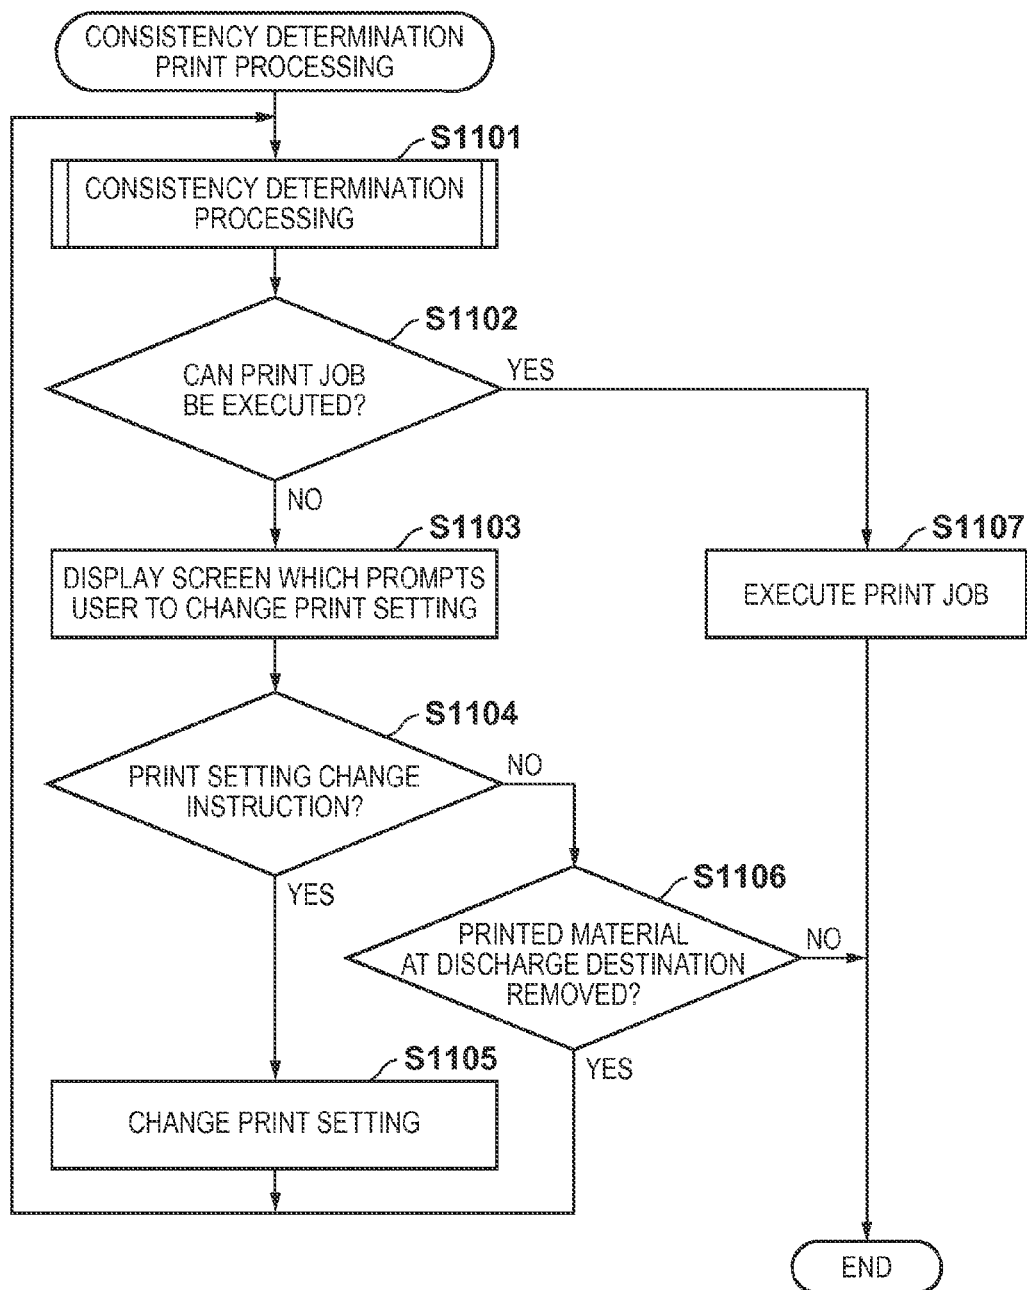 CONSISTENCY DETERMINATION
PRINT PROCESSING
S1101
CONSISTENCY DETERMINATION
PROCESSING
S1102
CAN PRINT JOB
BE EXECUTED?
YES
NO
S1103
DISPLAY SCREEN WHICH PROMPTS
USER TO CHANGE PRINT SETTING
S1107
EXECUTE PRINT JOB
S1104
PRINT SETTING CHANGE
INSTRUCTION?
NO
YES
S1106
PRINTED MATERIAL
AT DISCHARGE DESTINATION
REMOVED?
NO
YES
S1105
CHANGE PRINT SETTING
END